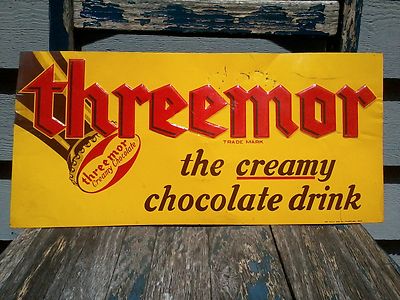 threemor
TRADE MARK
threemor
Creamy Chocolate
the creamy
chocolate drink